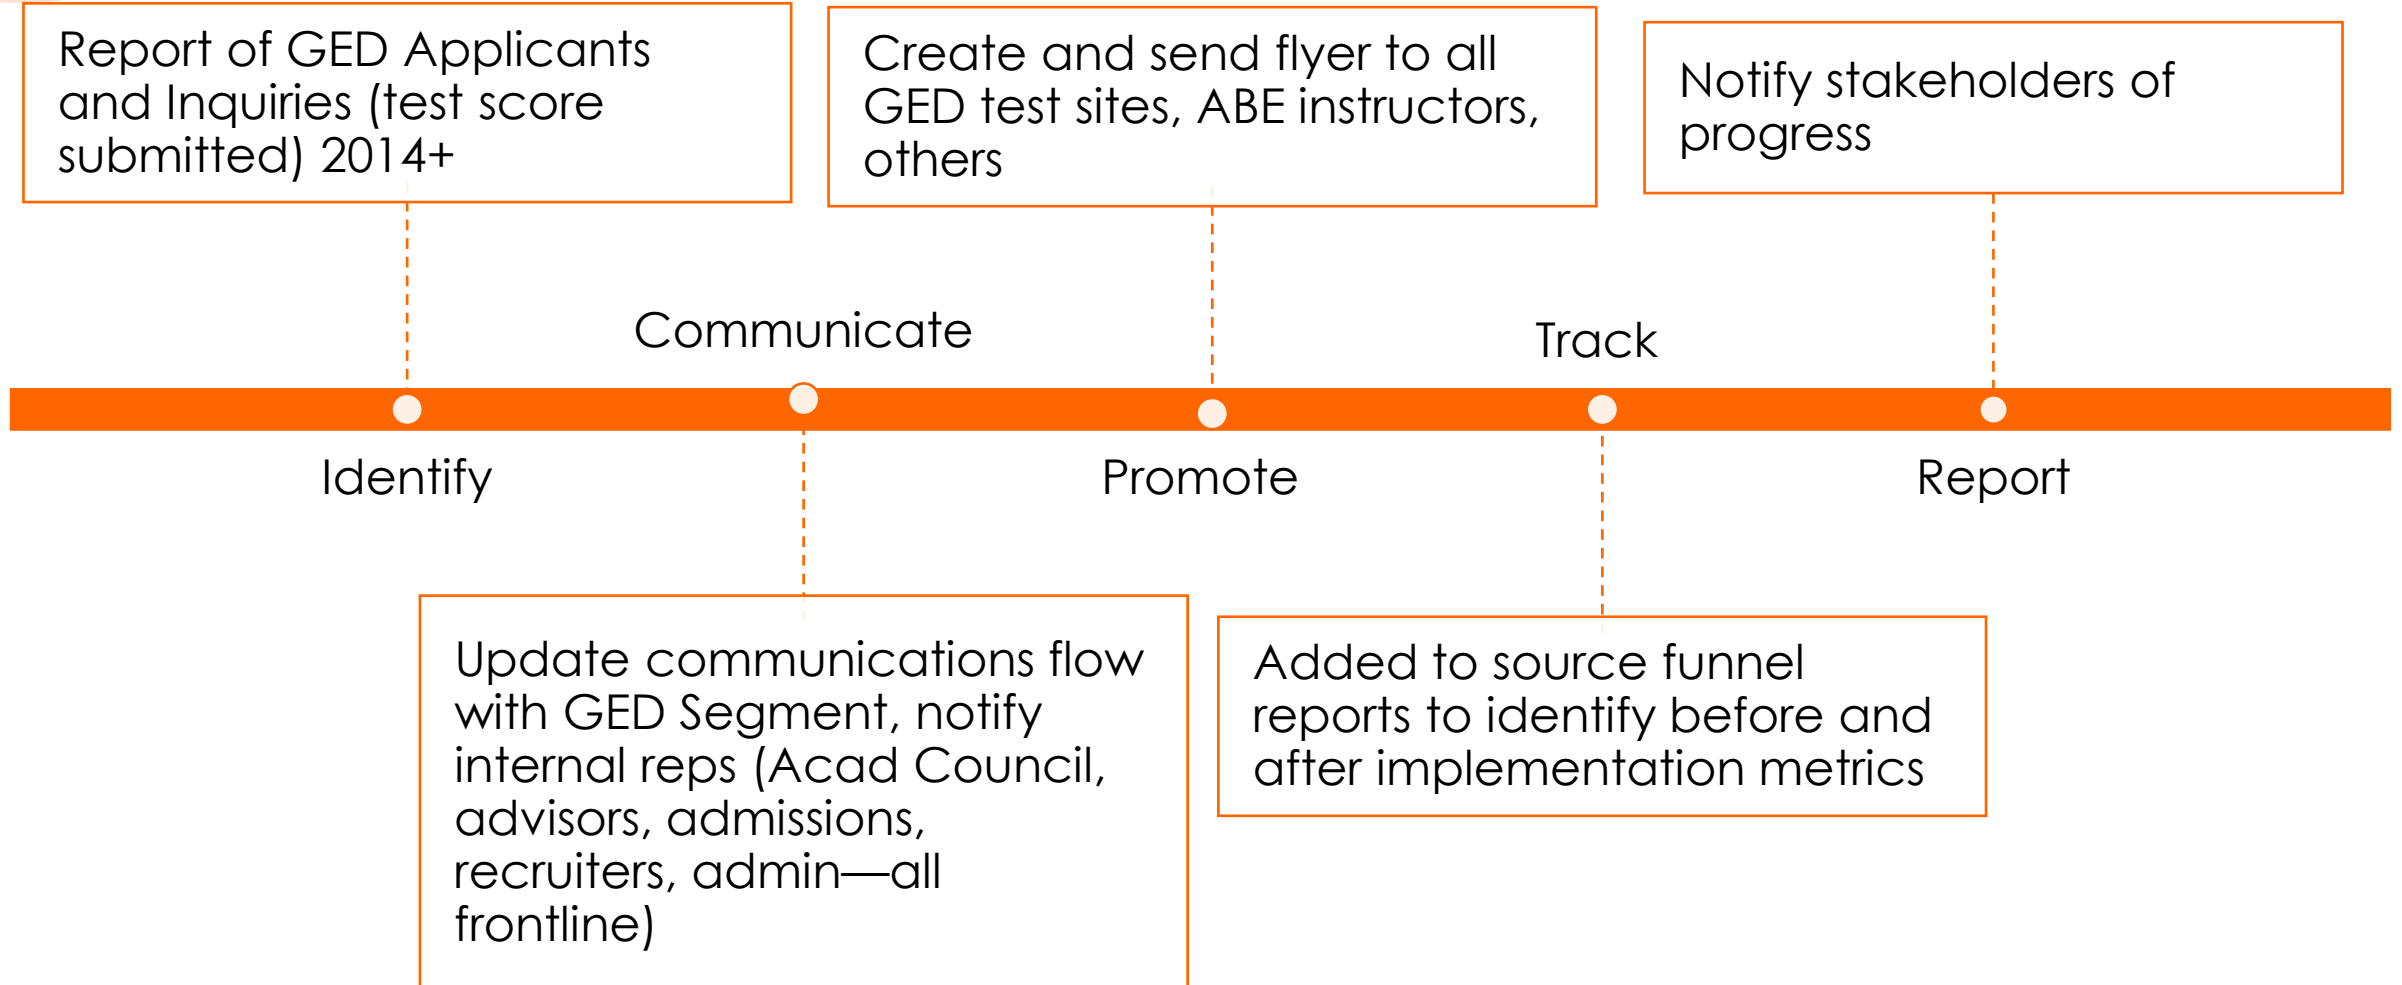 Report of GED Applicants
and Inquiries (test score
submitted) 2014+
Create and send flyer to all
GED test sites, ABE instructors,
others
Notify stakeholders of
progress
Communicate
Track
Identify
Promote
Report
Update communications flow
with GED Segment, notify
internal reps (Acad Council,
advisors, admissions,
recruiters, admin—all
frontline)
Added to source funnel
reports to identify before and
after implementation metrics